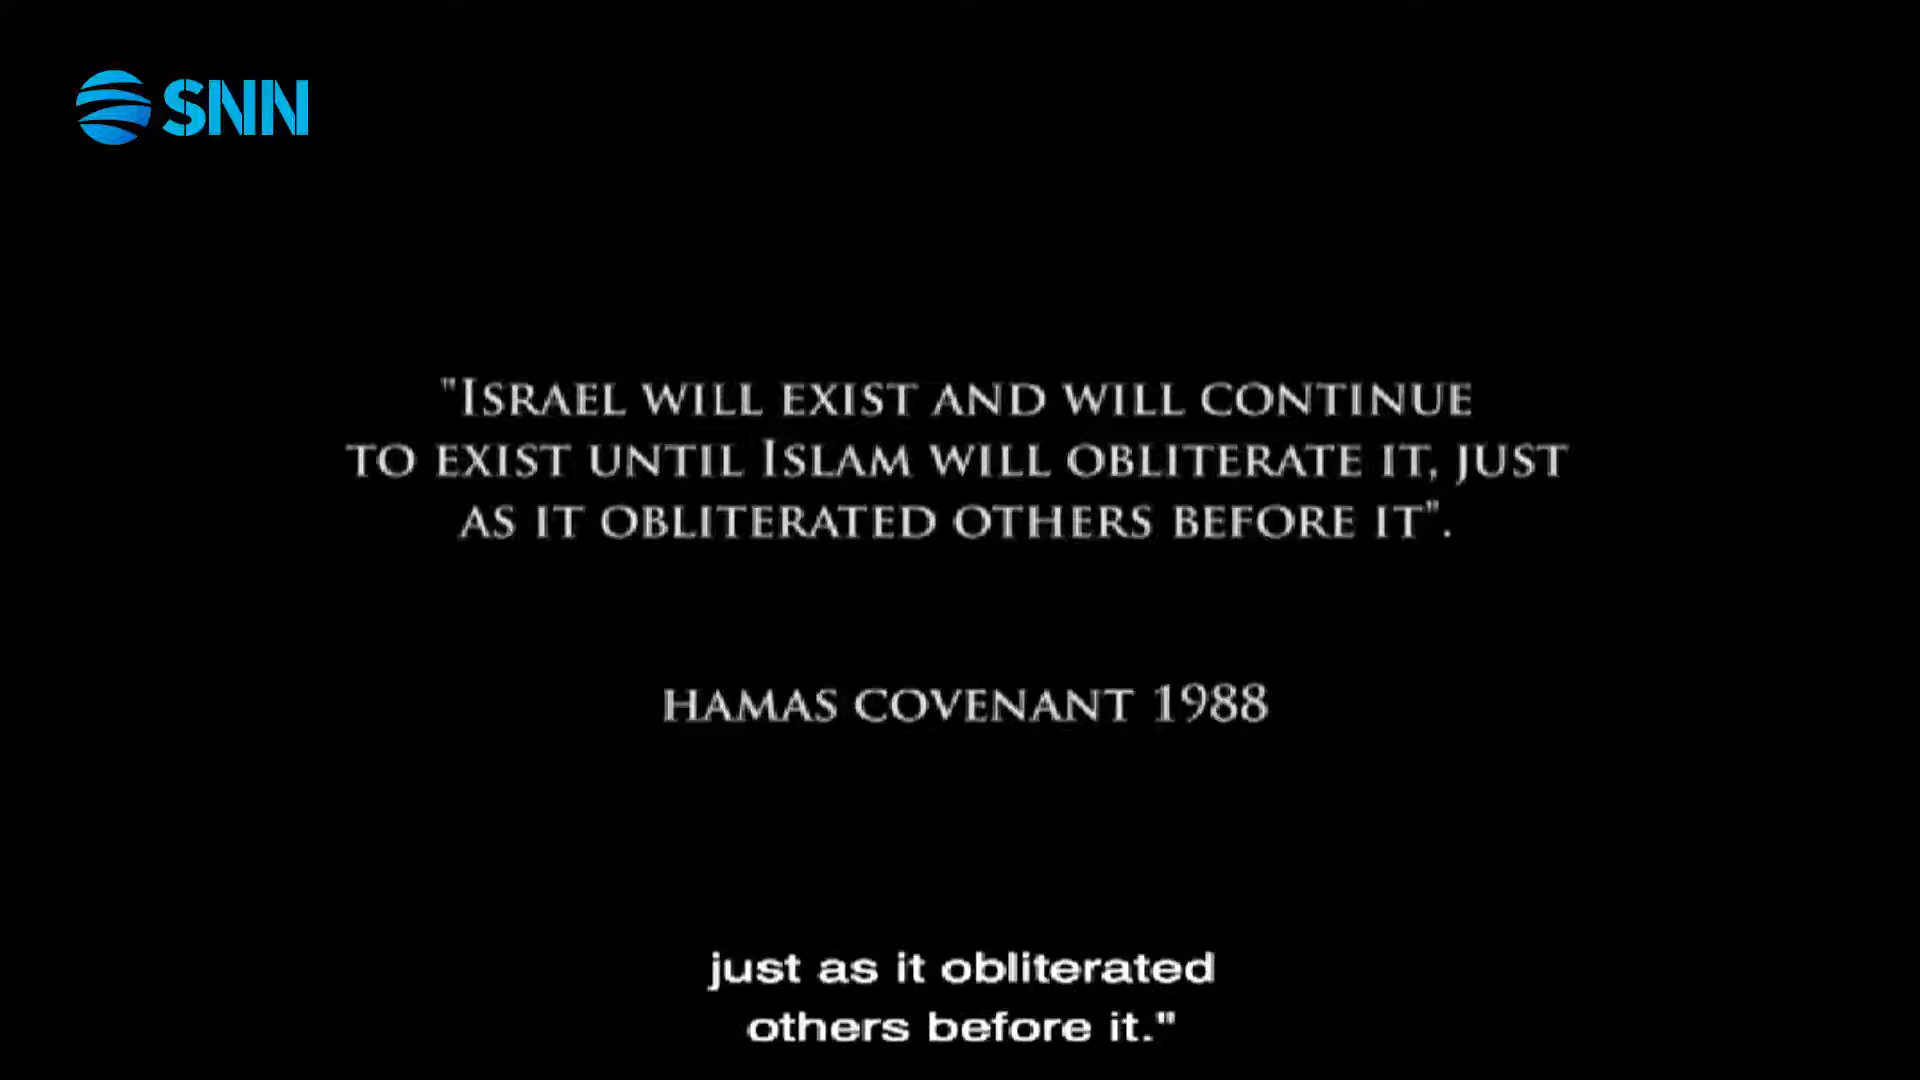 SNN
"Israel will exist and will continue
to exist until Islam will obliterate it, just
as it obliterated others before it".
hamas covenant 1988
just as it obliterated
others before it."